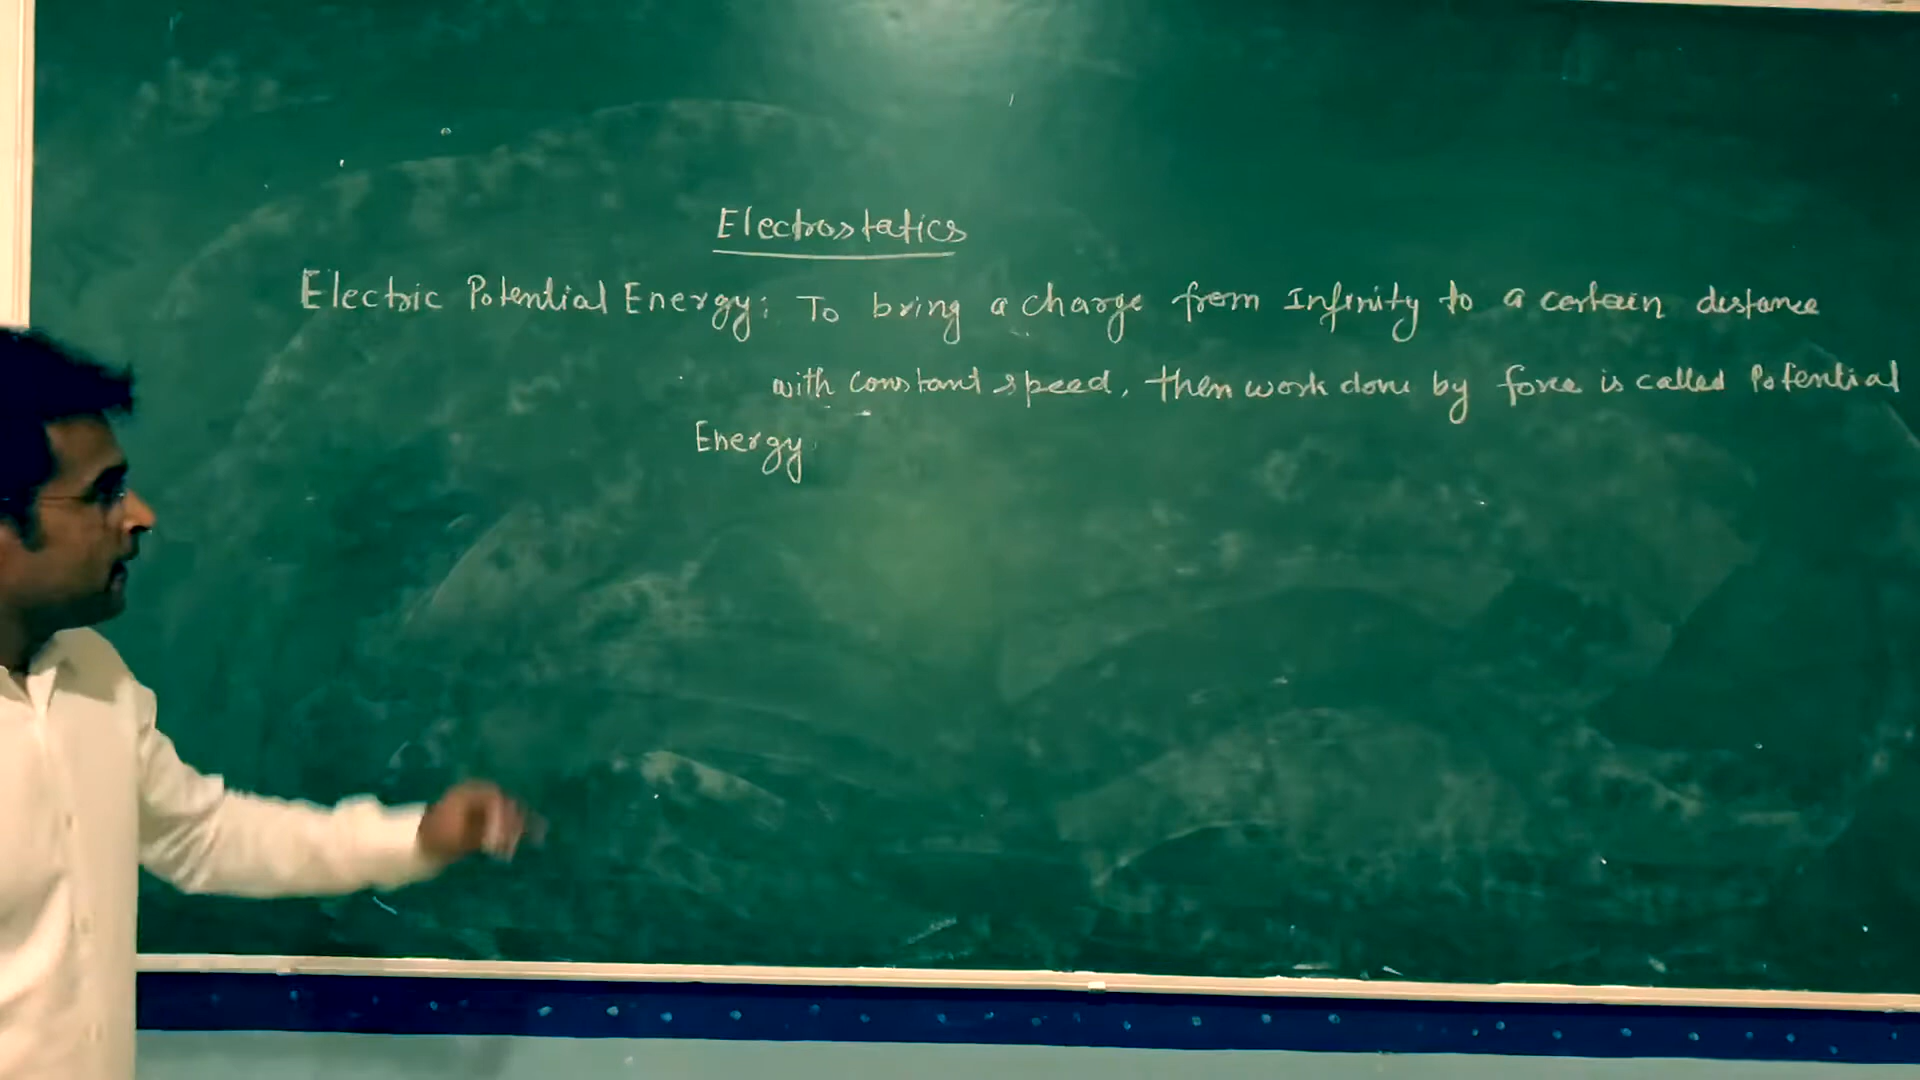 Electrostatics
Electric Potential Energy: To bring a charge from Infinity to a certain distance
with constant speed, then work done by force is called Potential
Energy